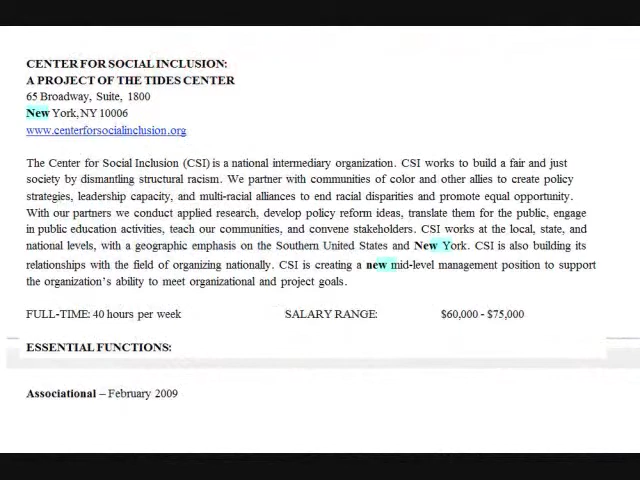 CENTER FOR SOCIAL INCLUSION:
A PROJECT OF THE TIDES CENTER
65 Broadway, Suite, 1800
New York, NY 10006
www.centerforsocialinclusion.org
The Center for Social Inclusion (CSI) is a national intermediary organization. CSI works to build a fair and just
society by dismantling structural racism. We partner with communities of color and other allies to create policy
strategies, leadership capacity, and multi-racial alliances to end racial disparities and promote equal opportunity.
With our partners we conduct applied research, develop policy reform ideas, translate them for the public, engage
in public education activities, teach our communities, and convene stakeholders. CSI works at the local, state, and
national levels, with a geographic emphasis on the Southern United States and New York. CSI is also building its
relationships with the field of organizing nationally. CSI is creating a new mid-level management position to support
the organization's ability to meet organizational and project goals.
FULL-TIME: 40 hours per week SALARY RANGE: $60,000 - $75,000
ESSENTIAL FUNCTIONS:
Associational – February 2009